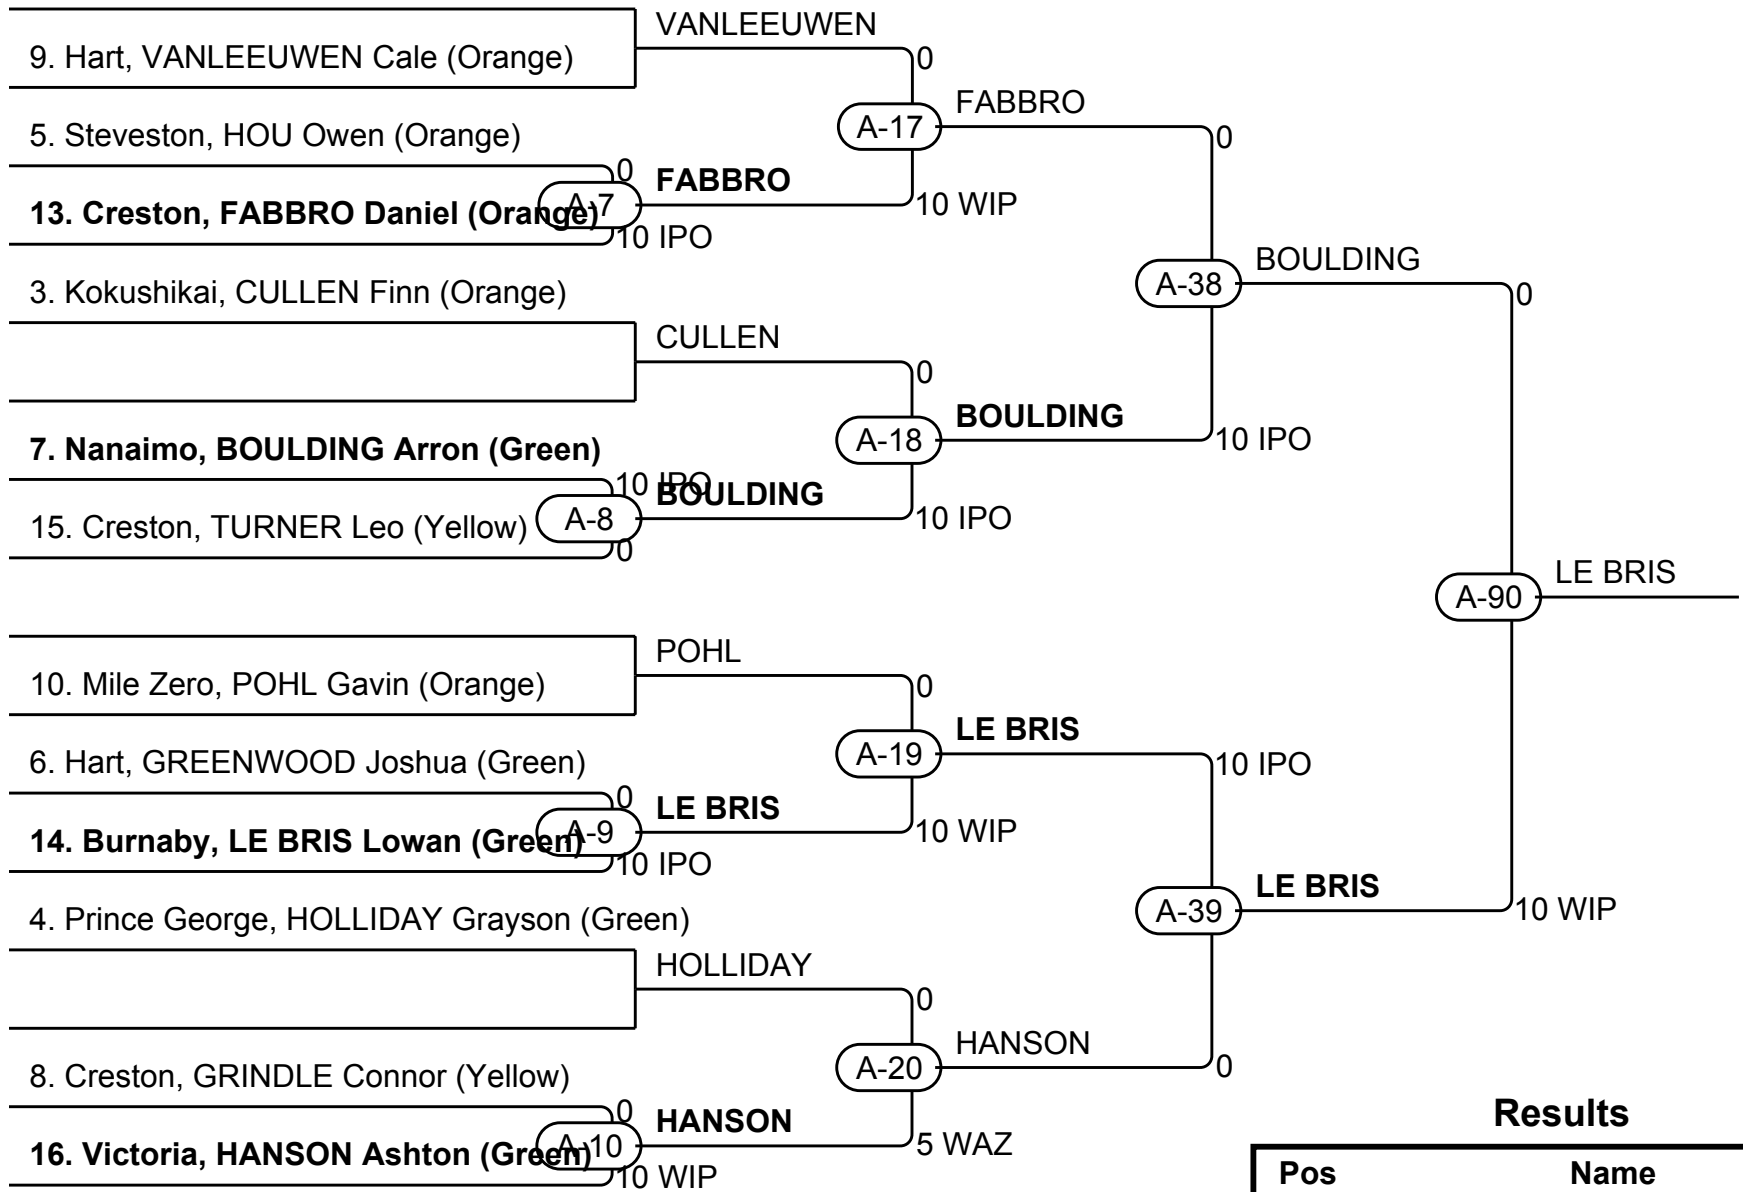 VANLEEUWEN
9. Hart, VANLEEUWEN Cale (Orange)
0
FABBRO
5. Steveston, HOU Owen (Orange)
A-17
0
0
FABBRO
13. Creston, FABBRO Daniel (Orange)
A-7
10 WIP
10 IPO
BOULDING
3. Kokushikai, CULLEN Finn (Orange)
A-38
0
CULLEN
0
BOULDING
7. Nanaimo, BOULDING Arron (Green)
A-18
10 IPO
10 IPO
BOULDING
15. Creston, TURNER Leo (Yellow)
A-8
10 IPO
0
LE BRIS
A-90
POHL
10. Mile Zero, POHL Gavin (Orange)
0
LE BRIS
6. Hart, GREENWOOD Joshua (Green)
A-19
10 IPO
0
LE BRIS
14. Burnaby, LE BRIS Lowan (Green)
A-9
10 WIP
10 IPO
LE BRIS
4. Prince George, HOLLIDAY Grayson (Green)
A-39
10 WIP
HOLLIDAY
0
HANSON
8. Creston, GRINDLE Connor (Yellow)
A-20
0
0
HANSON
Results
16. Victoria, HANSON Ashton (Green)
A-10
5 WAZ
10 WIP
Pos Name